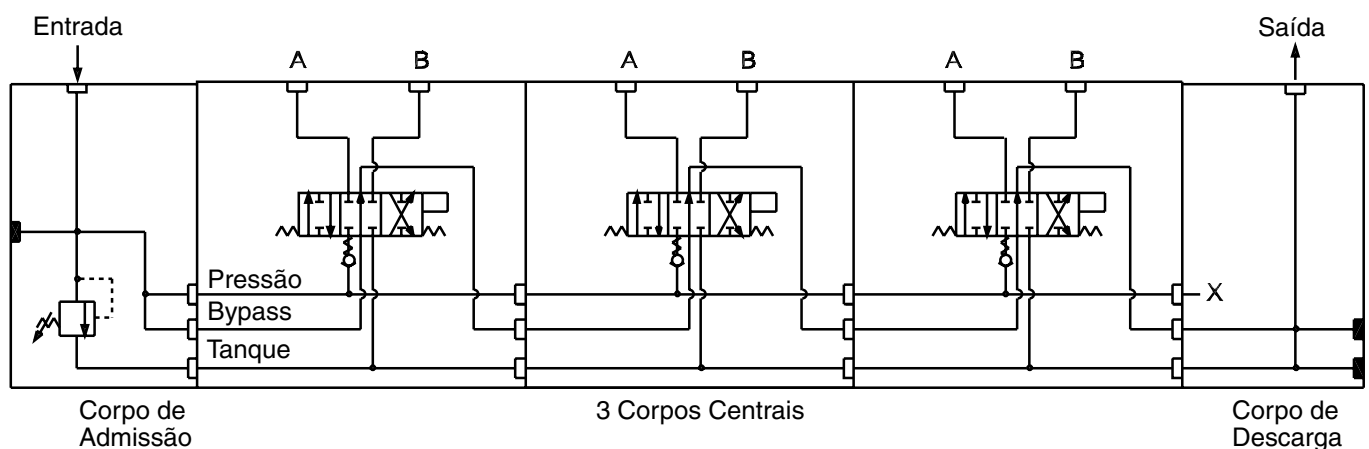 Entrada
Saída
A B A B A B
Pressão
X
Bypass
Tanque
Corpo de
Admissão
3 Corpos Centrais
Corpo de
Descarga